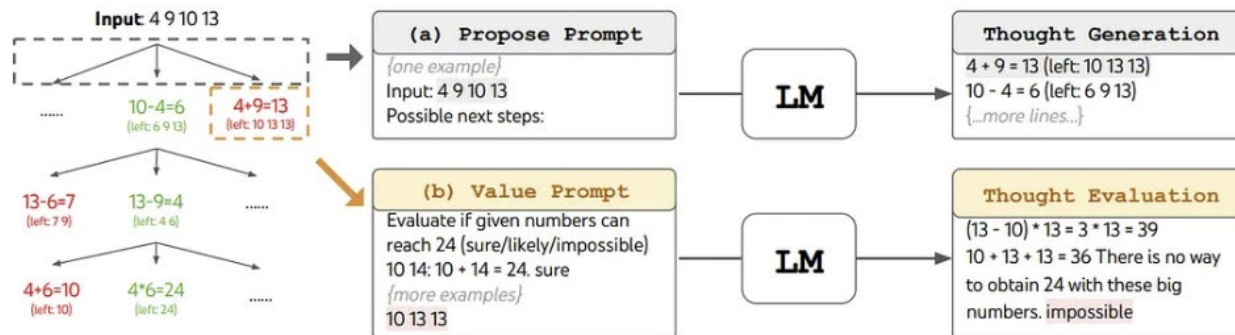 Input: 4 9 10 13
......
10-4=6
(left: 6 9 13)
4+9=13
(left: 10 13 13)
13-6=7
(left: 7 9)
13-9=4
(left: 4 6)
......
4+6=10
(left: 10)
4*6=24
(left: 24)
......
(a) Propose Prompt
{one example}
Input: 4 9 10 13
Possible next steps:
LM
Thought Generation
4 + 9 = 13 (left: 10 13 13)
10 - 4 = 6 (left: 6 9 13)
{...more lines...}
(b) Value Prompt
Evaluate if given numbers can
reach 24 (sure/likely/impossible)
10 14: 10 + 14 = 24. sure
{more examples}
10 13 13
LM
Thought Evaluation
(13 - 10) * 13 = 3 * 13 = 39
10 + 13 + 13 = 36 There is no way
to obtain 24 with these big
numbers. impossible